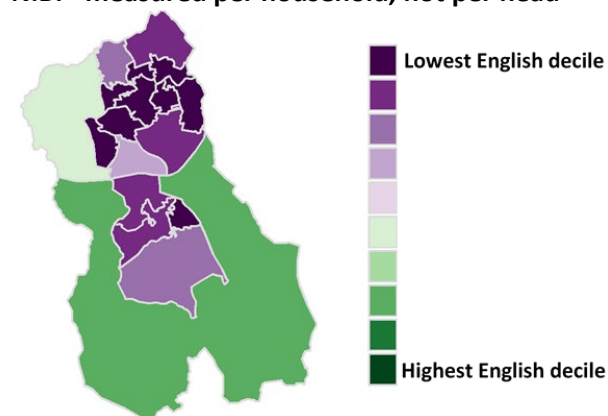 N.B. - measured per household, not per head
Lowest English decile
Highest English decile